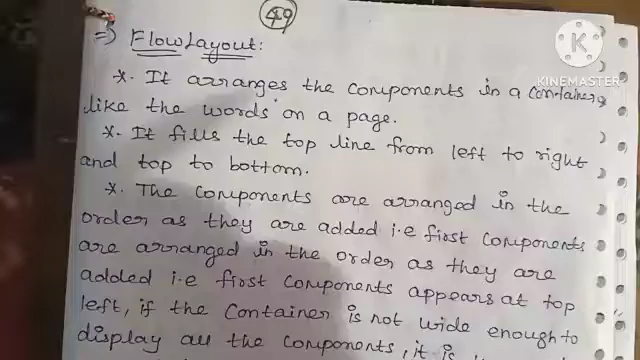 49
=> FlowLayout:
*. It arranges the components in a container
like the words on a page.
*. It fills the top line from left to right
and top to bottom.
*. The components are arranged in the
order as they are added i.e first components
are arranged in the order as they are
added i.e first components appears at top
left, if the container is not wide enough to
display all the components, it is
KINEMASTER